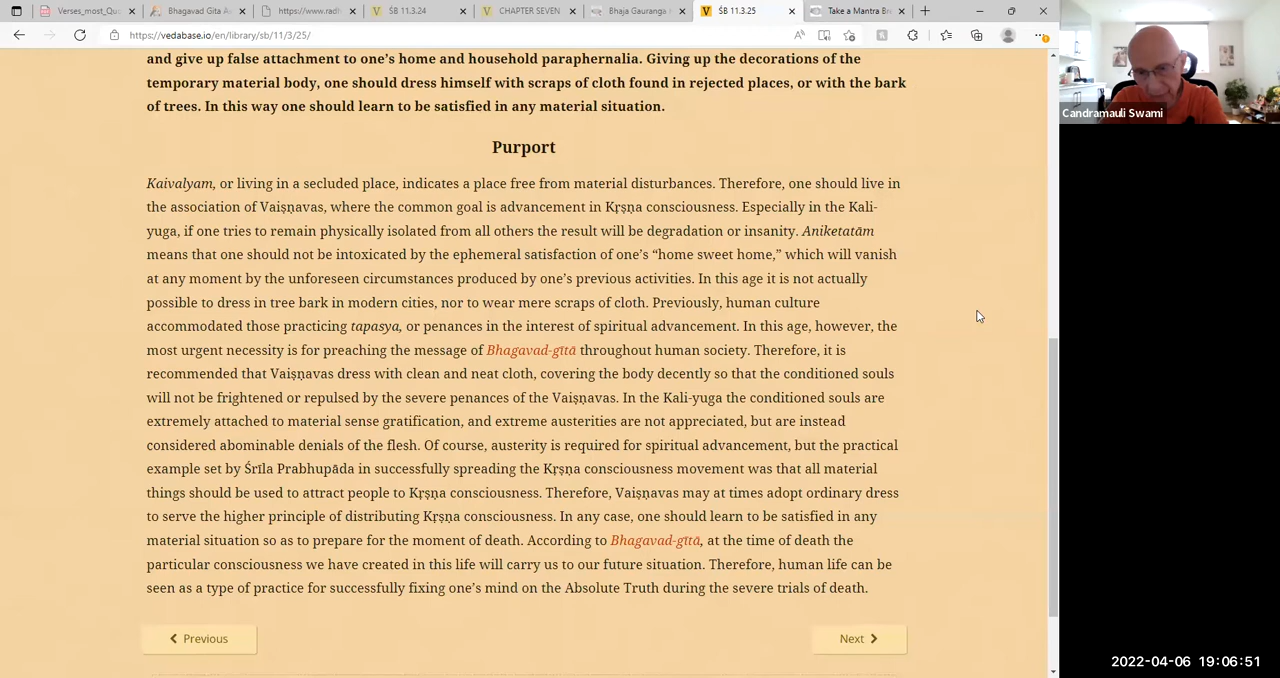 Verses_most_Qu
Bhagavad Gita A
https://www.radh
ŚB 11.3.24
CHAPTER SEVEN
Bhaja Gauranga
ŚB 11.3.25
Take a Mantra Bre
https://vedabase.io/en/library/sb/11/3/25/
and give up false attachment to one’s home and household paraphernalia. Giving up the decorations of the
temporary material body, one should dress himself with scraps of cloth found in rejected places, or with the bark
of trees. In this way one should learn to be satisfied in any material situation.
Purport
Kaivalyam, or living in a secluded place, indicates a place free from material disturbances. Therefore, one should live in
the association of Vaiṣṇavas, where the common goal is advancement in Kṛṣṇa consciousness. Especially in the Kali-
yuga, if one tries to remain physically isolated from all others the result will be degradation or insanity. Aniketatām
means that one should not be intoxicated by the ephemeral satisfaction of one’s “home sweet home,” which will vanish
at any moment by the unforeseen circumstances produced by one’s previous activities. In this age it is not actually
possible to dress in tree bark in modern cities, nor to wear mere scraps of cloth. Previously, human culture
accommodated those practicing tapasya, or penances in the interest of spiritual advancement. In this age, however, the
most urgent necessity is for preaching the message of Bhagavad-gītā throughout human society. Therefore, it is
recommended that Vaiṣṇavas dress with clean and neat cloth, covering the body decently so that the conditioned souls
will not be frightened or repulsed by the severe penances of the Vaiṣṇavas. In the Kali-yuga the conditioned souls are
extremely attached to material sense gratification, and extreme austerities are not appreciated, but are instead
considered abominable denials of the flesh. Of course, austerity is required for spiritual advancement, but the practical
example set by Śrīla Prabhupāda in successfully spreading the Kṛṣṇa consciousness movement was that all material
things should be used to attract people to Kṛṣṇa consciousness. Therefore, Vaiṣṇavas may at times adopt ordinary dress
to serve the higher principle of distributing Kṛṣṇa consciousness. In any case, one should learn to be satisfied in any
material situation so as to prepare for the moment of death. According to Bhagavad-gītā, at the time of death the
particular consciousness we have created in this life will carry us to our future situation. Therefore, human life can be
seen as a type of practice for successfully fixing one’s mind on the Absolute Truth during the severe trials of death.
Previous
Next
Candramauli Swami
2022-04-06 19:06:51